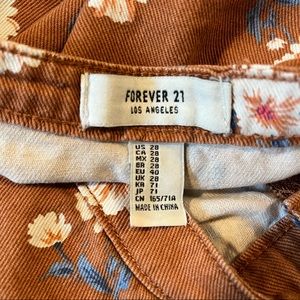 FOREVER 21
LOS ANGELES
US 28
CA 28
MX 28
BR 28
EU 40
UK 28
KR 71
JP 71
CN 165/71A
MADE IN CHINA